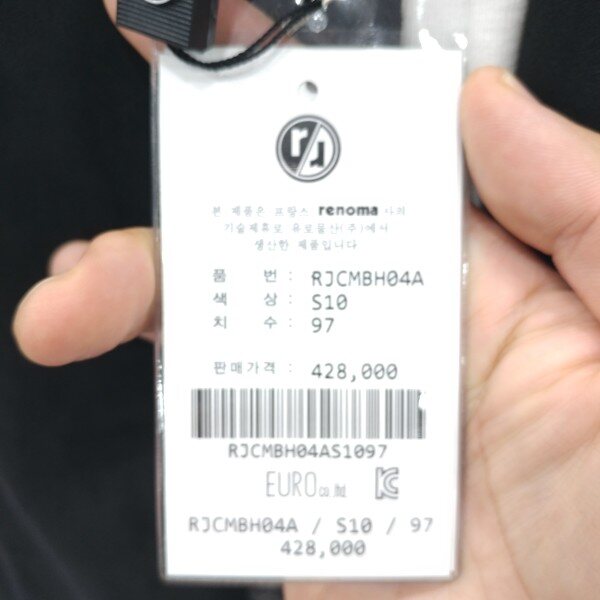 본 제품은 프랑스 renoma 사의
기술제휴로 유로물산(주)에서
생산한 제품입니다
품 번 : RJCMBH04A
색 상 : S10
치 수 : 97
판매가격 : 428,000
RJCMBH04AS1097
EURO co.,ltd
RJCMBH04A / S10 / 97
428,000